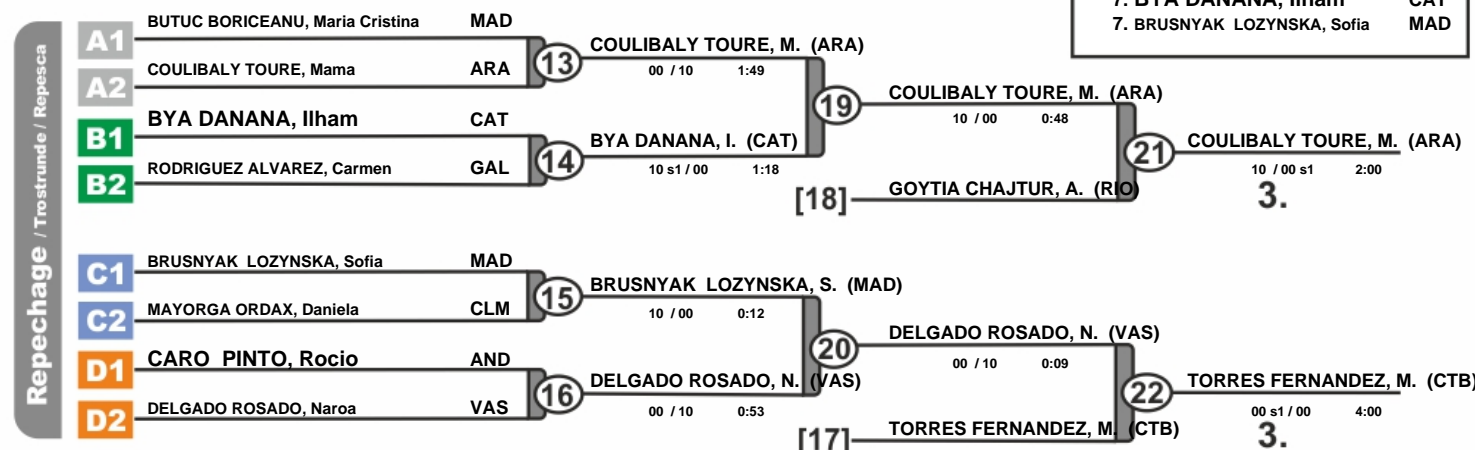 7. BYA DANANA, Ilham CAT
7. BRUSNYAK LOZYNSKA, Sofia MAD
Repechage / Trostrunde / Repesca
A1 BUTUC BORICEANU, Maria Cristina MAD
A2 COULIBALY TOURE, Mama ARA
13 COULIBALY TOURE, M. (ARA)
00 / 10 1:49
B1 BYA DANANA, Ilham CAT
B2 RODRIGUEZ ALVAREZ, Carmen GAL
14 BYA DANANA, I. (CAT)
10 s1 / 00 1:18
19 COULIBALY TOURE, M. (ARA)
10 / 00 0:48
[18] GOYTIA CHAJTUR, A. (RIO)
21 COULIBALY TOURE, M. (ARA)
10 / 00 s1 2:00
3.
C1 BRUSNYAK LOZYNSKA, Sofia MAD
C2 MAYORGA ORDAX, Daniela CLM
15 BRUSNYAK LOZYNSKA, S. (MAD)
10 / 00 0:12
D1 CARO PINTO, Rocio AND
D2 DELGADO ROSADO, Naroa VAS
16 DELGADO ROSADO, N. (VAS)
00 / 10 0:53
20 DELGADO ROSADO, N. (VAS)
00 / 10 0:09
[17] TORRES FERNANDEZ, M. (CTB)
22 TORRES FERNANDEZ, M. (CTB)
00 s1 / 00 4:00
3.